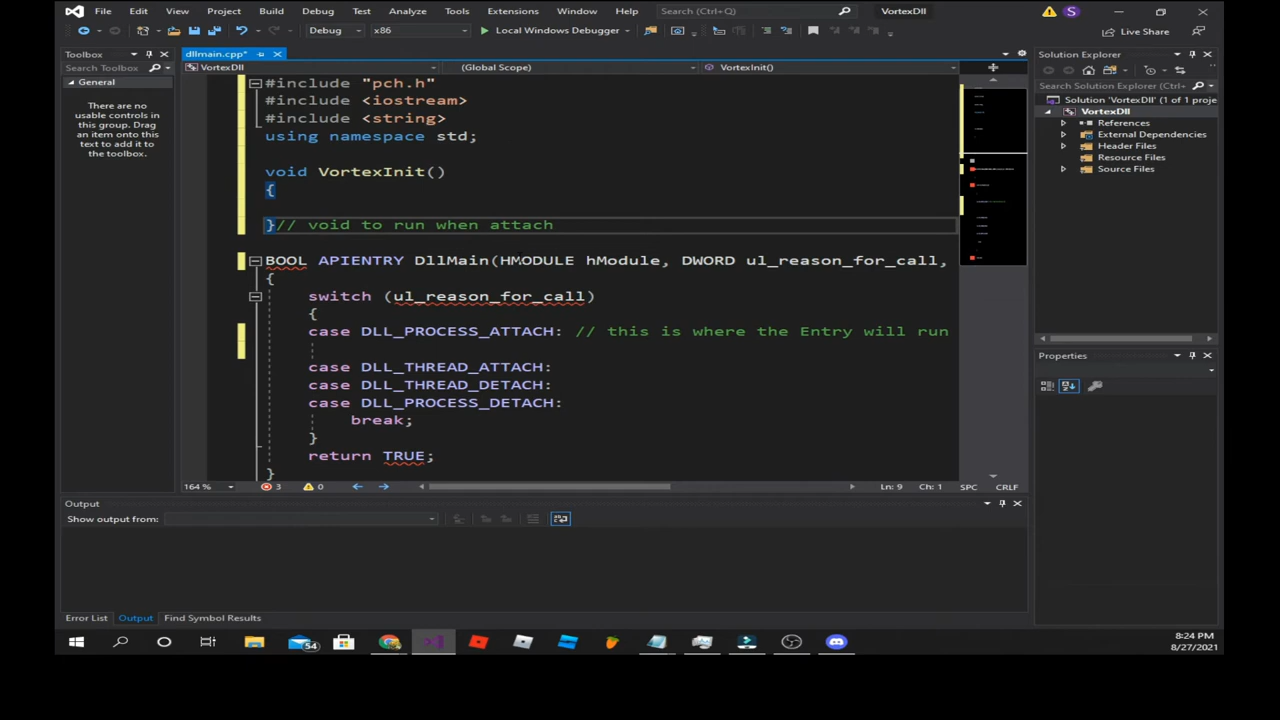 File Edit View Project Build Debug Test Analyze Tools Extensions Window Help Search (Ctrl+Q) VortexDll
Debug x86 Local Windows Debugger Live Share
Toolbox
Search Toolbox
General
There are no
usable controls in
this group. Drag
an item onto this
text to add it to
the toolbox.
dllmain.cpp*
VortexDll (Global Scope) VortexInit()
#include "pch.h"
#include <iostream>
#include <string>
using namespace std;
void VortexInit()
{
}// void to run when attach
BOOL APIENTRY DllMain(HMODULE hModule, DWORD ul_reason_for_call,
{
switch (ul_reason_for_call)
{
case DLL_PROCESS_ATTACH: // this is where the Entry will run
case DLL_THREAD_ATTACH:
case DLL_THREAD_DETACH:
case DLL_PROCESS_DETACH:
break;
}
return TRUE;
}
164 % 3 0 Ln: 9 Ch: 1 SPC CRLF
Solution Explorer
Search Solution Explorer (Ctrl+
Solution 'VortexDll' (1 of 1 proje
VortexDll
References
External Dependencies
Header Files
Resource Files
Source Files
Properties
Output
Show output from:
Error List Output Find Symbol Results
54
8:24 PM
8/27/2021